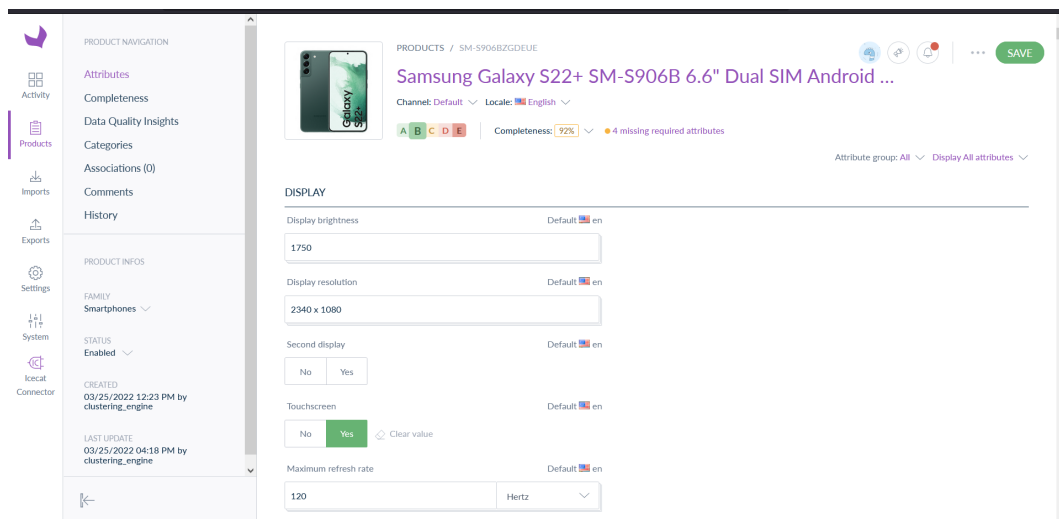 Activity
Products
Imports
Exports
Settings
System
Icecat
Connector
PRODUCT NAVIGATION
Attributes
Completeness
Data Quality Insights
Categories
Associations (0)
Comments
History
PRODUCT INFOS
FAMILY
Smartphones
STATUS
Enabled
CREATED
03/25/2022 12:23 PM by
clustering_engine
LAST UPDATE
03/25/2022 04:18 PM by
clustering_engine
Galaxy
S22+
PRODUCTS / SM-S906BZGDEUE
SAVE
Samsung Galaxy S22+ SM-S906B 6.6" Dual SIM Android ...
Channel: Default Locale: English
A B C D E Completeness: 92% 4 missing required attributes
Attribute group: All Display All attributes
DISPLAY
Display brightness Default en
1750
Display resolution Default en
2340 x 1080
Second display Default en
No Yes
Touchscreen Default en
No Yes Clear value
Maximum refresh rate Default en
120 Hertz